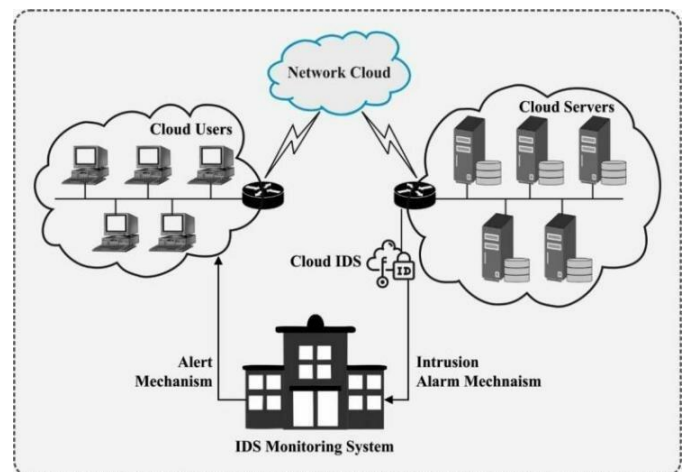 Network Cloud
Cloud Users
Cloud Servers
Cloud IDS
ID
Alert
Mechanism
Intrusion
Alarm Mechnaism
IDS Monitoring System